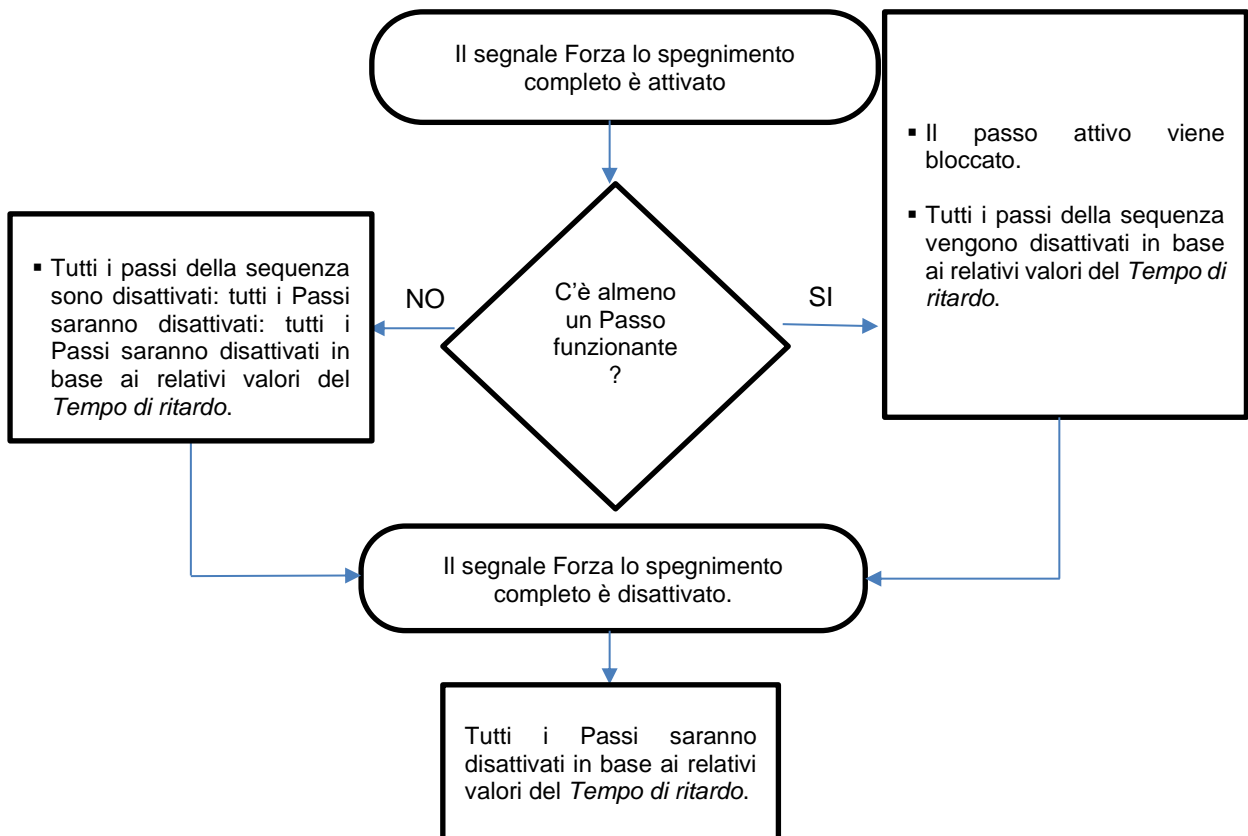 Il segnale Forza lo spegnimento
completo è attivato
▪ Il passo attivo viene
bloccato.
▪ Tutti i passi della sequenza
vengono disattivati in base
ai relativi valori del Tempo di
ritardo.
▪ Tutti i passi della sequenza
sono disattivati: tutti i Passi
saranno disattivati: tutti i
Passi saranno disattivati in
base ai relativi valori del
Tempo di ritardo.
NO
C'è almeno
un Passo
funzionante
?
SI
Il segnale Forza lo spegnimento
completo è disattivato.
Tutti i Passi saranno
disattivati in base ai relativi
valori del Tempo di ritardo.